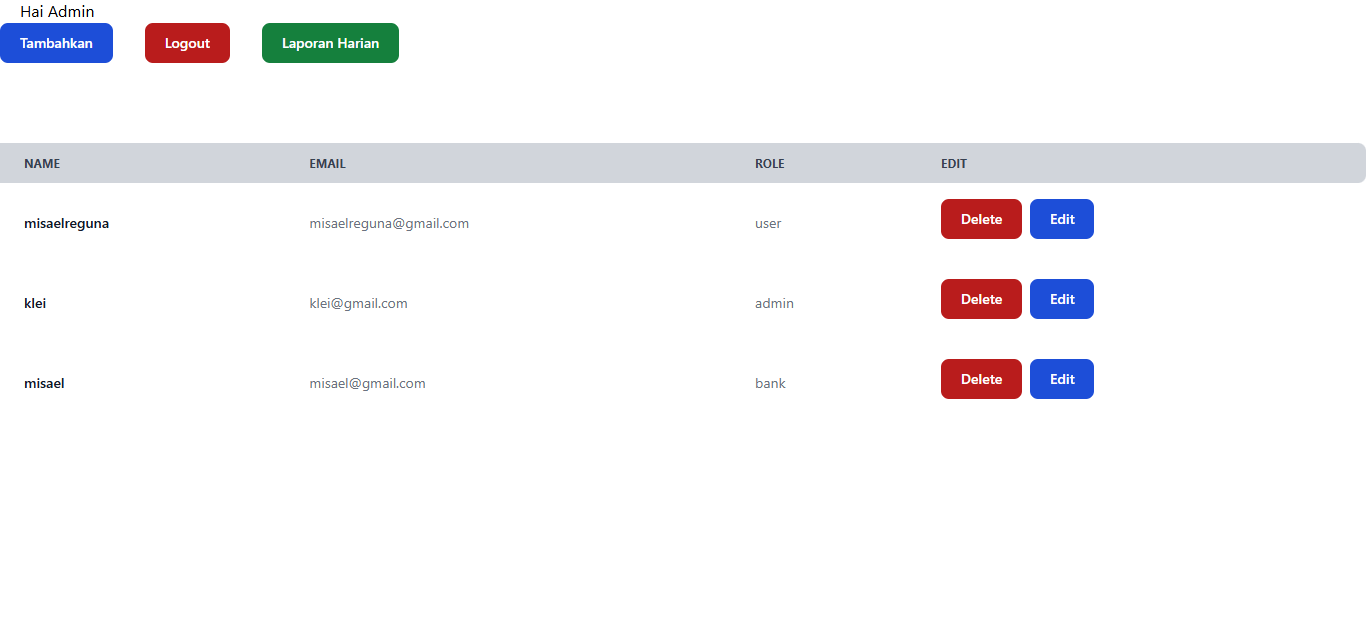 Hai Admin
Tambahkan Logout Laporan Harian
NAME EMAIL ROLE EDIT
misaelreguna misaelreguna@gmail.com user Delete Edit
klei klei@gmail.com admin Delete Edit
misael misael@gmail.com bank Delete Edit